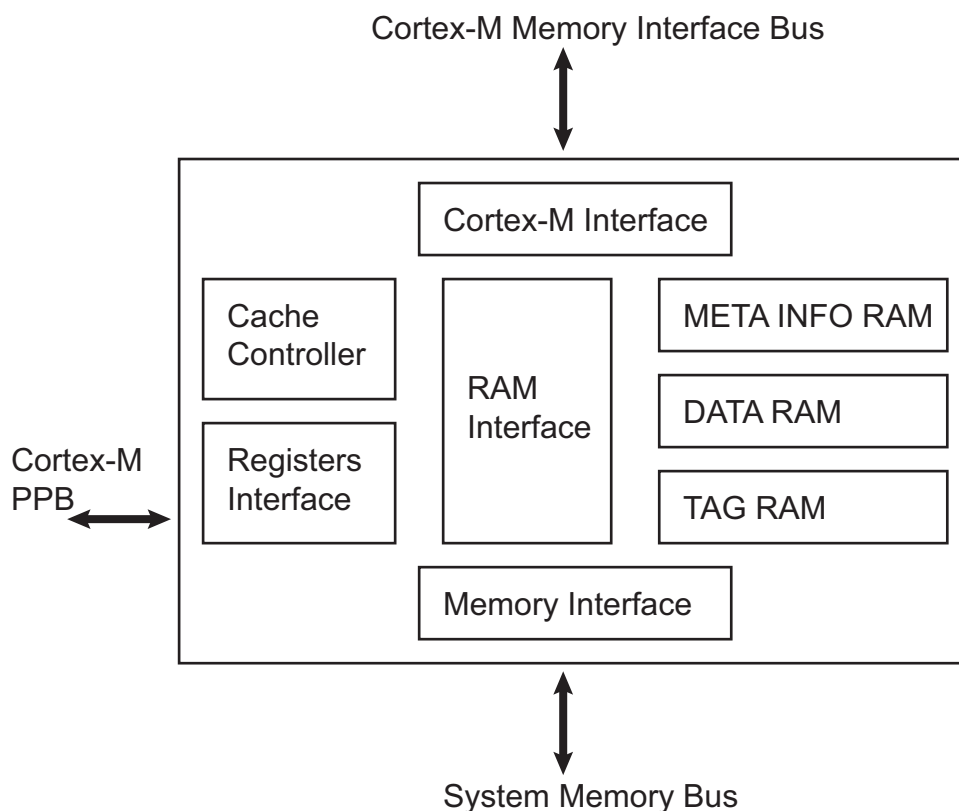 Cortex-M Memory Interface Bus
Cortex-M Interface
Cache
Controller
RAM
Interface
META INFO RAM
DATA RAM
TAG RAM
Registers
Interface
Cortex-M
PPB
Memory Interface
System Memory Bus